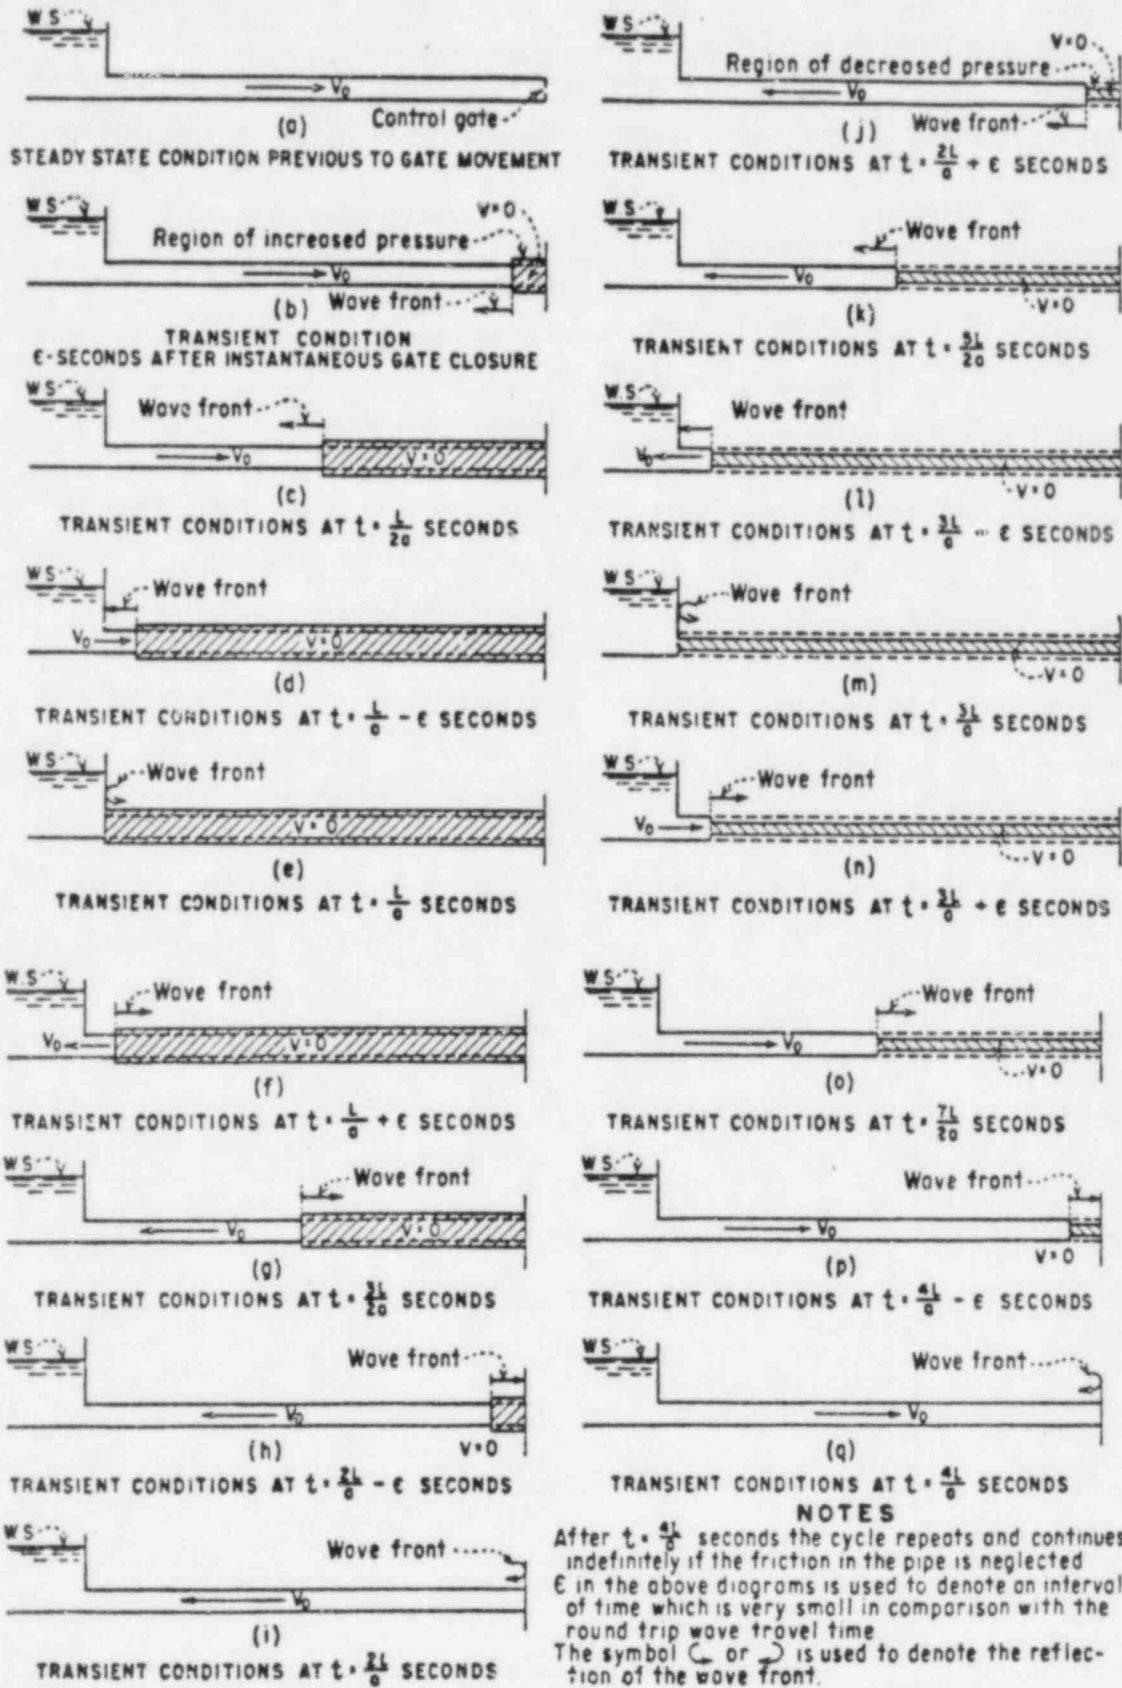 W S
V₀
Control gate
(a)
STEADY STATE CONDITION PREVIOUS TO GATE MOVEMENT
W S
V=0
Region of increased pressure
V₀
Wave front
(b)
TRANSIENT CONDITION
ϵ-SECONDS AFTER INSTANTANEOUS GATE CLOSURE
W S
Wave front
V₀
V=0
(c)
TRANSIENT CONDITIONS AT t = L/2a SECONDS
W S
Wave front
V₀
V=0
(d)
TRANSIENT CONDITIONS AT t = L/a - ϵ SECONDS
W S
Wave front
V=0
(e)
TRANSIENT CONDITIONS AT t = L/a SECONDS
W.S
Wave front
V₀
V=0
(f)
TRANSIENT CONDITIONS AT t = L/a + ϵ SECONDS
W S
Wave front
V₀
V=0
(g)
TRANSIENT CONDITIONS AT t = 3L/2a SECONDS
W S
Wave front
V₀
(h)
V=0
TRANSIENT CONDITIONS AT t = 2L/a - ϵ SECONDS
W S
Wave front
V₀
(i)
TRANSIENT CONDITIONS AT t = 2L/a SECONDS
W S
V=0
Region of decreased pressure
V₀
(j)
Wave front
TRANSIENT CONDITIONS AT t = 2L/a + ϵ SECONDS
W S
Wave front
V₀
(k)
V=0
TRANSIENT CONDITIONS AT t = 5L/2a SECONDS
W S
Wave front
V₀
(l)
V=0
TRANSIENT CONDITIONS AT t = 3L/a - ϵ SECONDS
W S
Wave front
(m)
V=0
TRANSIENT CONDITIONS AT t = 3L/a SECONDS
W S
Wave front
V₀
(n)
V=0
TRANSIENT CONDITIONS AT t = 3L/a + ϵ SECONDS
W S
Wave front
V₀
(o)
V=0
TRANSIENT CONDITIONS AT t = 7L/2a SECONDS
W S
Wave front
V₀
(p)
V=0
TRANSIENT CONDITIONS AT t = 4L/a - ϵ SECONDS
W S
Wave front
V₀
(q)
TRANSIENT CONDITIONS AT t = 4L/a SECONDS
NOTES
After t = 4L/a seconds the cycle repeats and continues
indefinitely if the friction in the pipe is neglected
ϵ in the above diagrams is used to denote an interval
of time which is very small in comparison with the
round trip wave travel time
The symbol or is used to denote the reflec-
tion of the wave front.